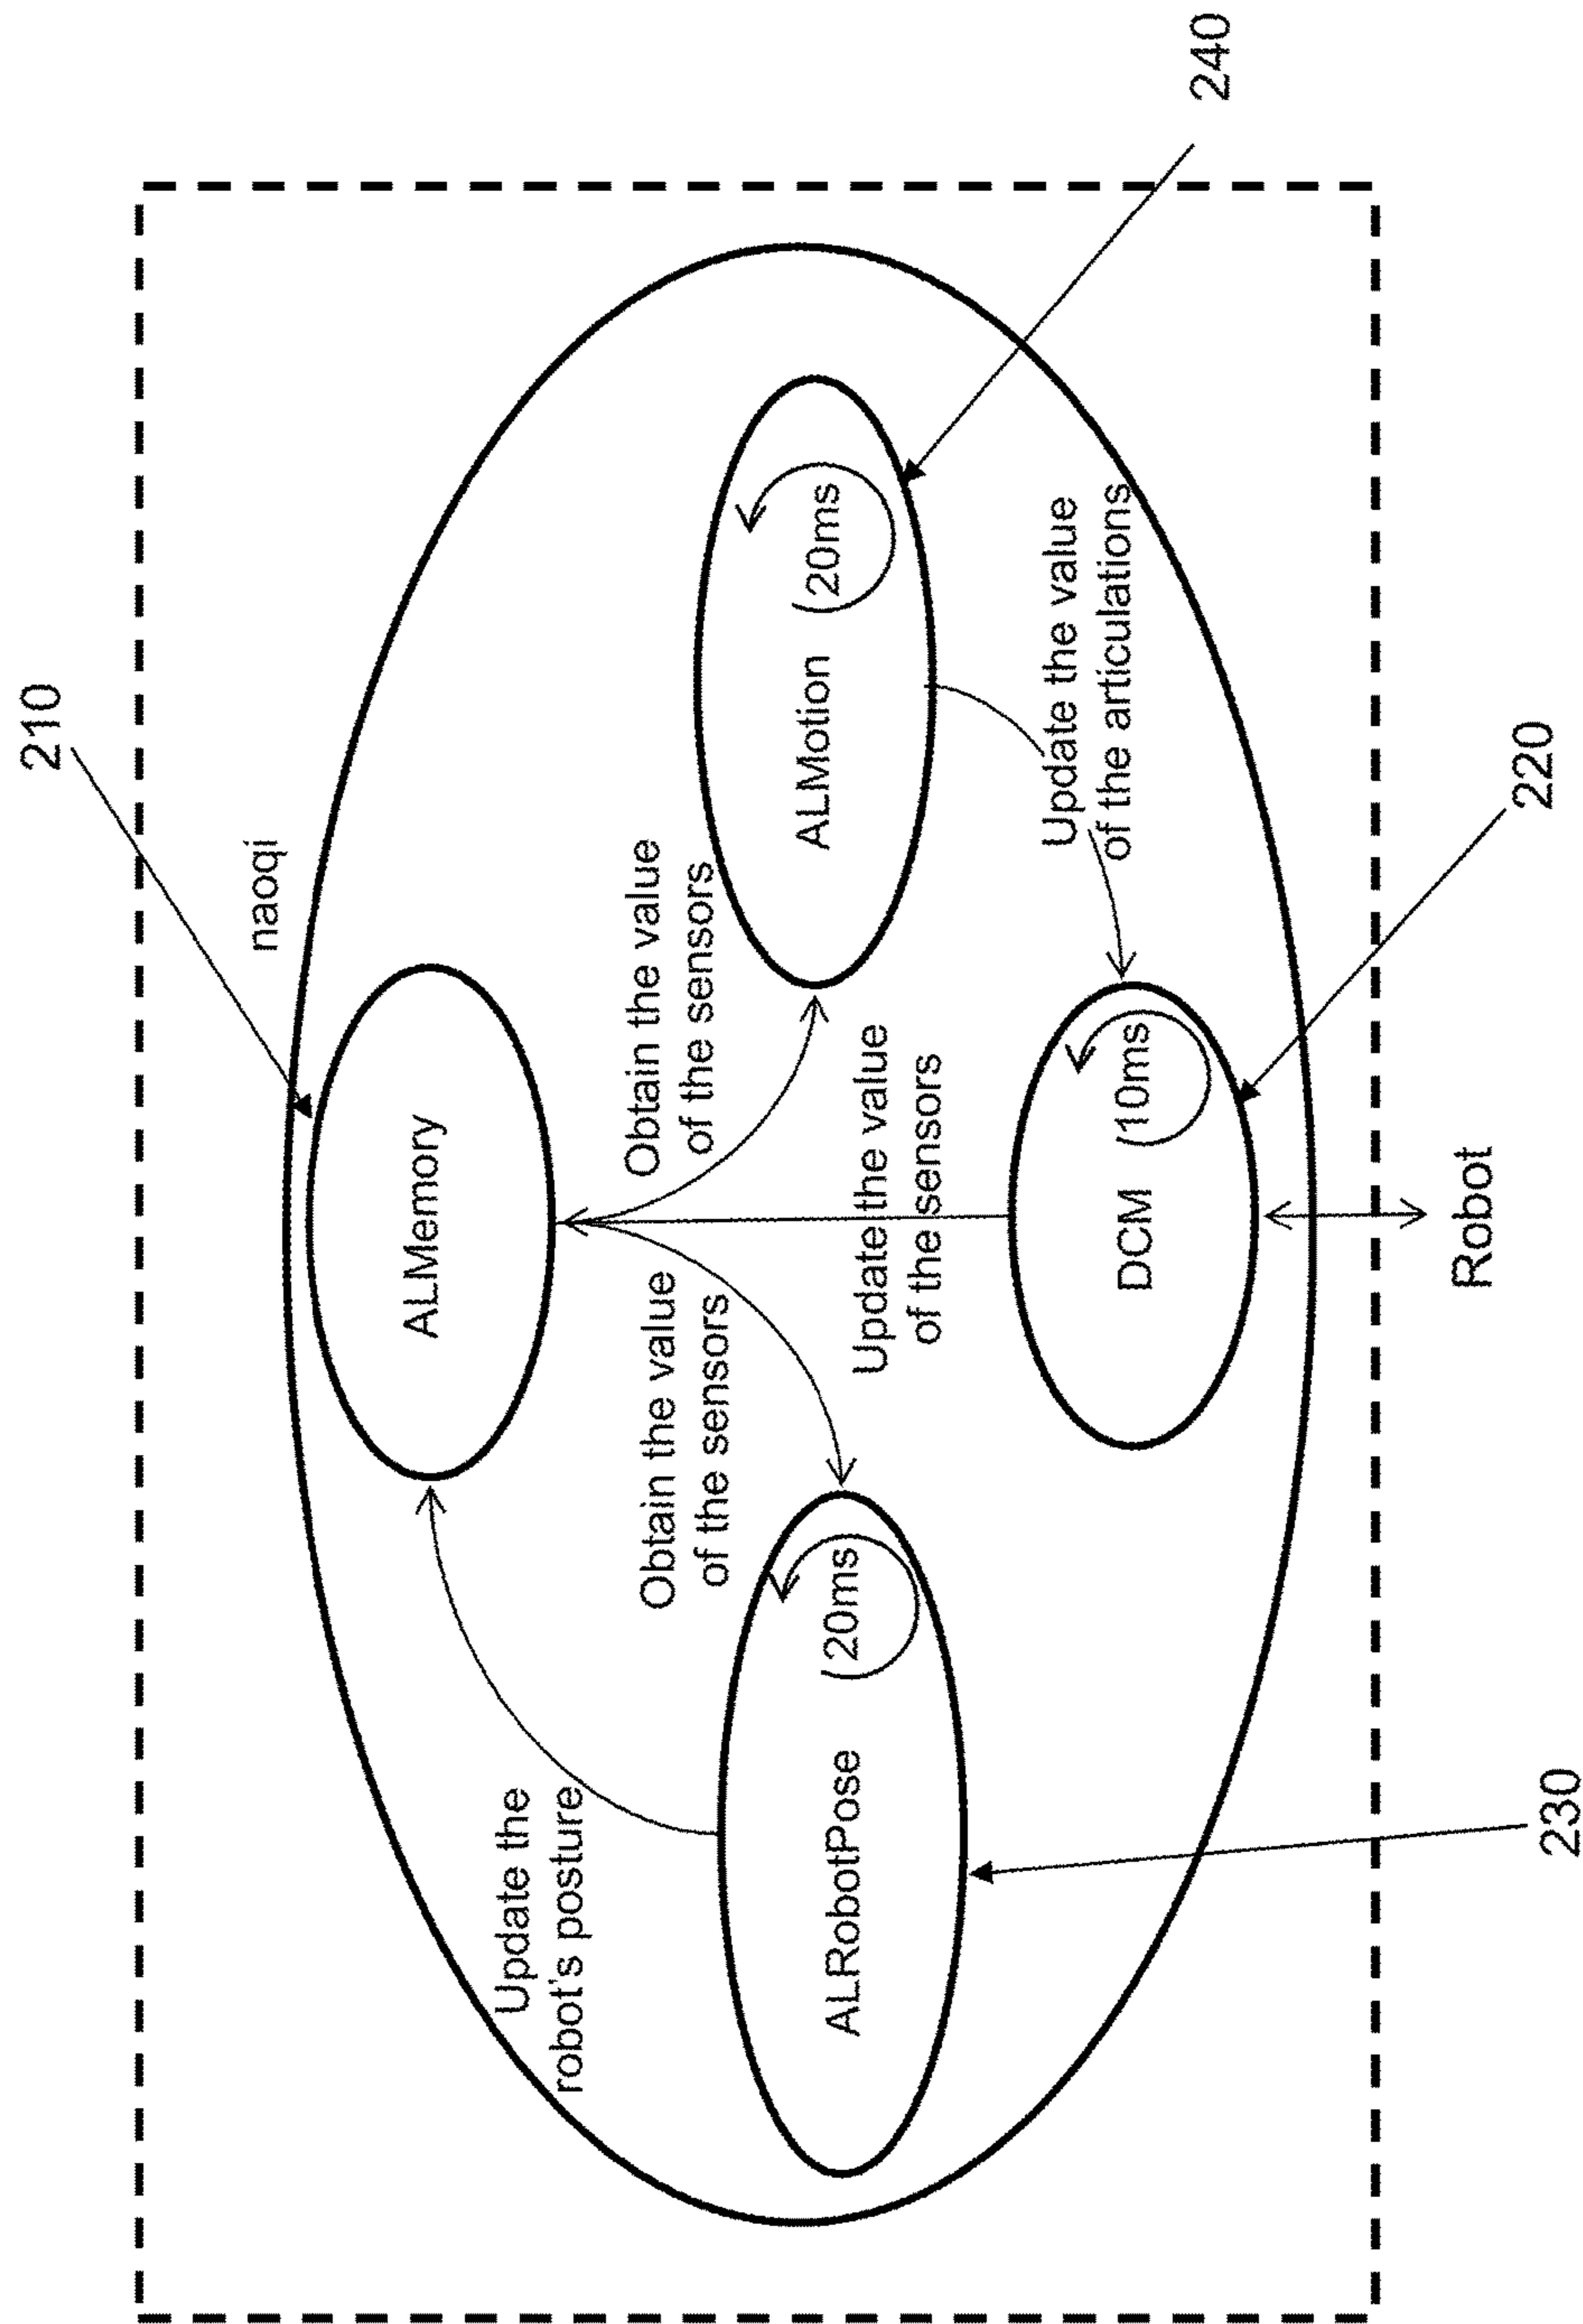 210
naoqi
ALMemory
Update the
robot's posture
Obtain the value
of the sensors
Obtain the value
of the sensors
ALRobotPose
(20ms
ALMotion
(20ms
240
Update the value
of the sensors
Update the value
of the articulations
DCM
(10ms
230
Robot
220